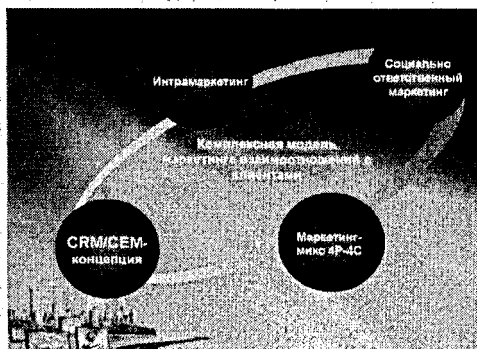 Социально
ответственный
маркетинг
Интрамаркетинг
Комплексная модель
маркетинга взаимоотношений с
клиентами
CRM/CEM-
концепция
Маркетинг-
микс 4P-4C